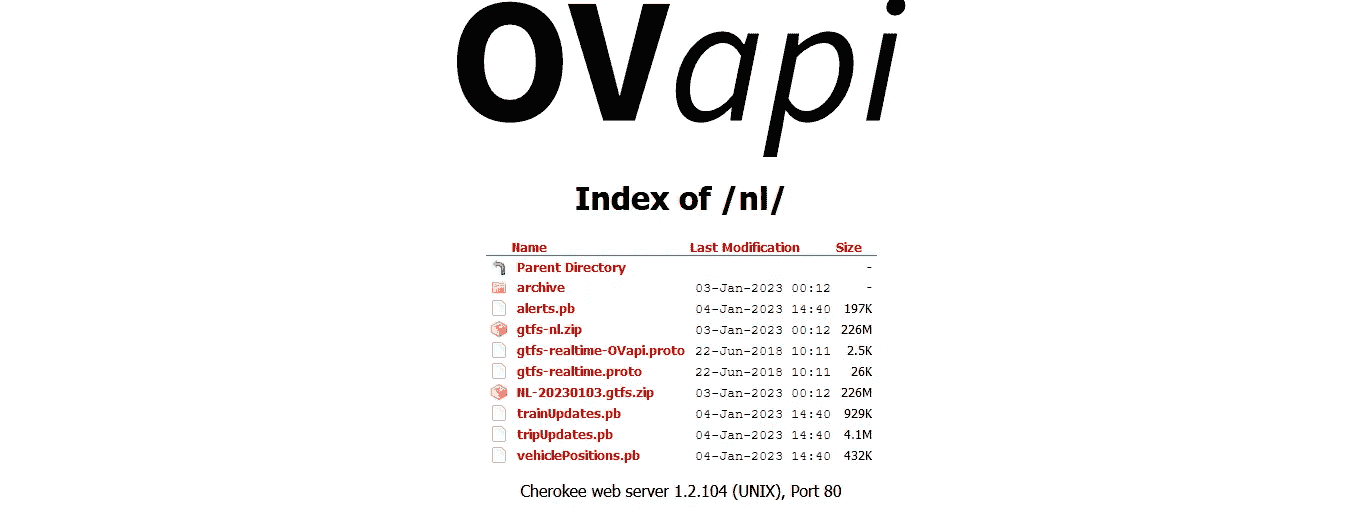 OVapi
Index of /nl/
Name Last Modification Size
Parent Directory -
archive 03-Jan-2023 00:12 -
alerts.pb 04-Jan-2023 14:40 197K
gtfs-nl.zip 03-Jan-2023 00:12 226M
gtfs-realtime-OVapi.proto 22-Jun-2018 10:11 2.5K
gtfs-realtime.proto 22-Jun-2018 10:11 26K
NL-20230103.gtfs.zip 03-Jan-2023 00:12 226M
trainUpdates.pb 04-Jan-2023 14:40 929K
tripUpdates.pb 04-Jan-2023 14:40 4.1M
vehiclePositions.pb 04-Jan-2023 14:40 432K
Cherokee web server 1.2.104 (UNIX), Port 80